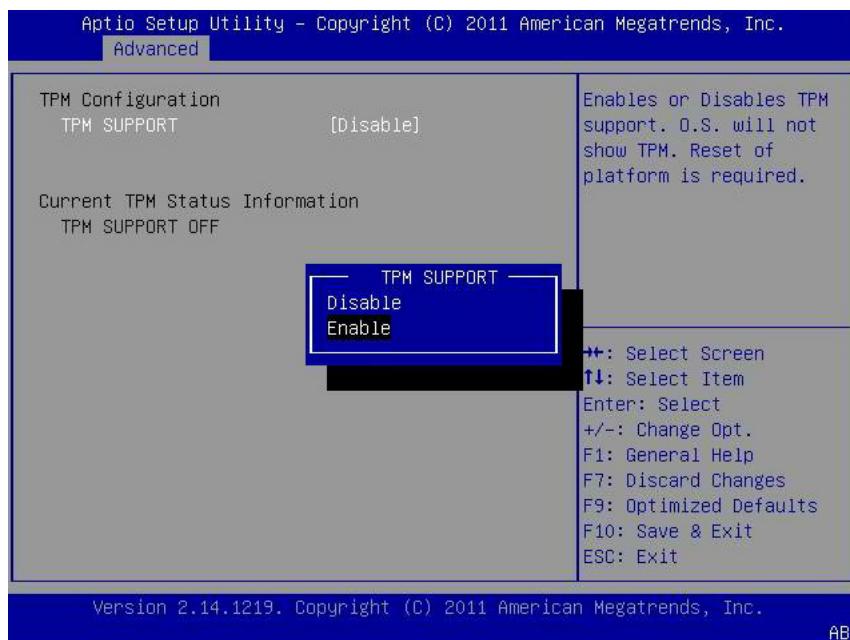 Aptio Setup Utility – Copyright (C) 2011 American Megatrends, Inc.
Advanced
TPM Configuration
TPM SUPPORT [Disable]
Current TPM Status Information
TPM SUPPORT OFF
TPM SUPPORT
Disable
Enable
Enables or Disables TPM
support. O.S. will not
show TPM. Reset of
platform is required.
→←: Select Screen
↑↓: Select Item
Enter: Select
+/-: Change Opt.
F1: General Help
F7: Discard Changes
F9: Optimized Defaults
F10: Save & Exit
ESC: Exit
Version 2.14.1219. Copyright (C) 2011 American Megatrends, Inc.
AB